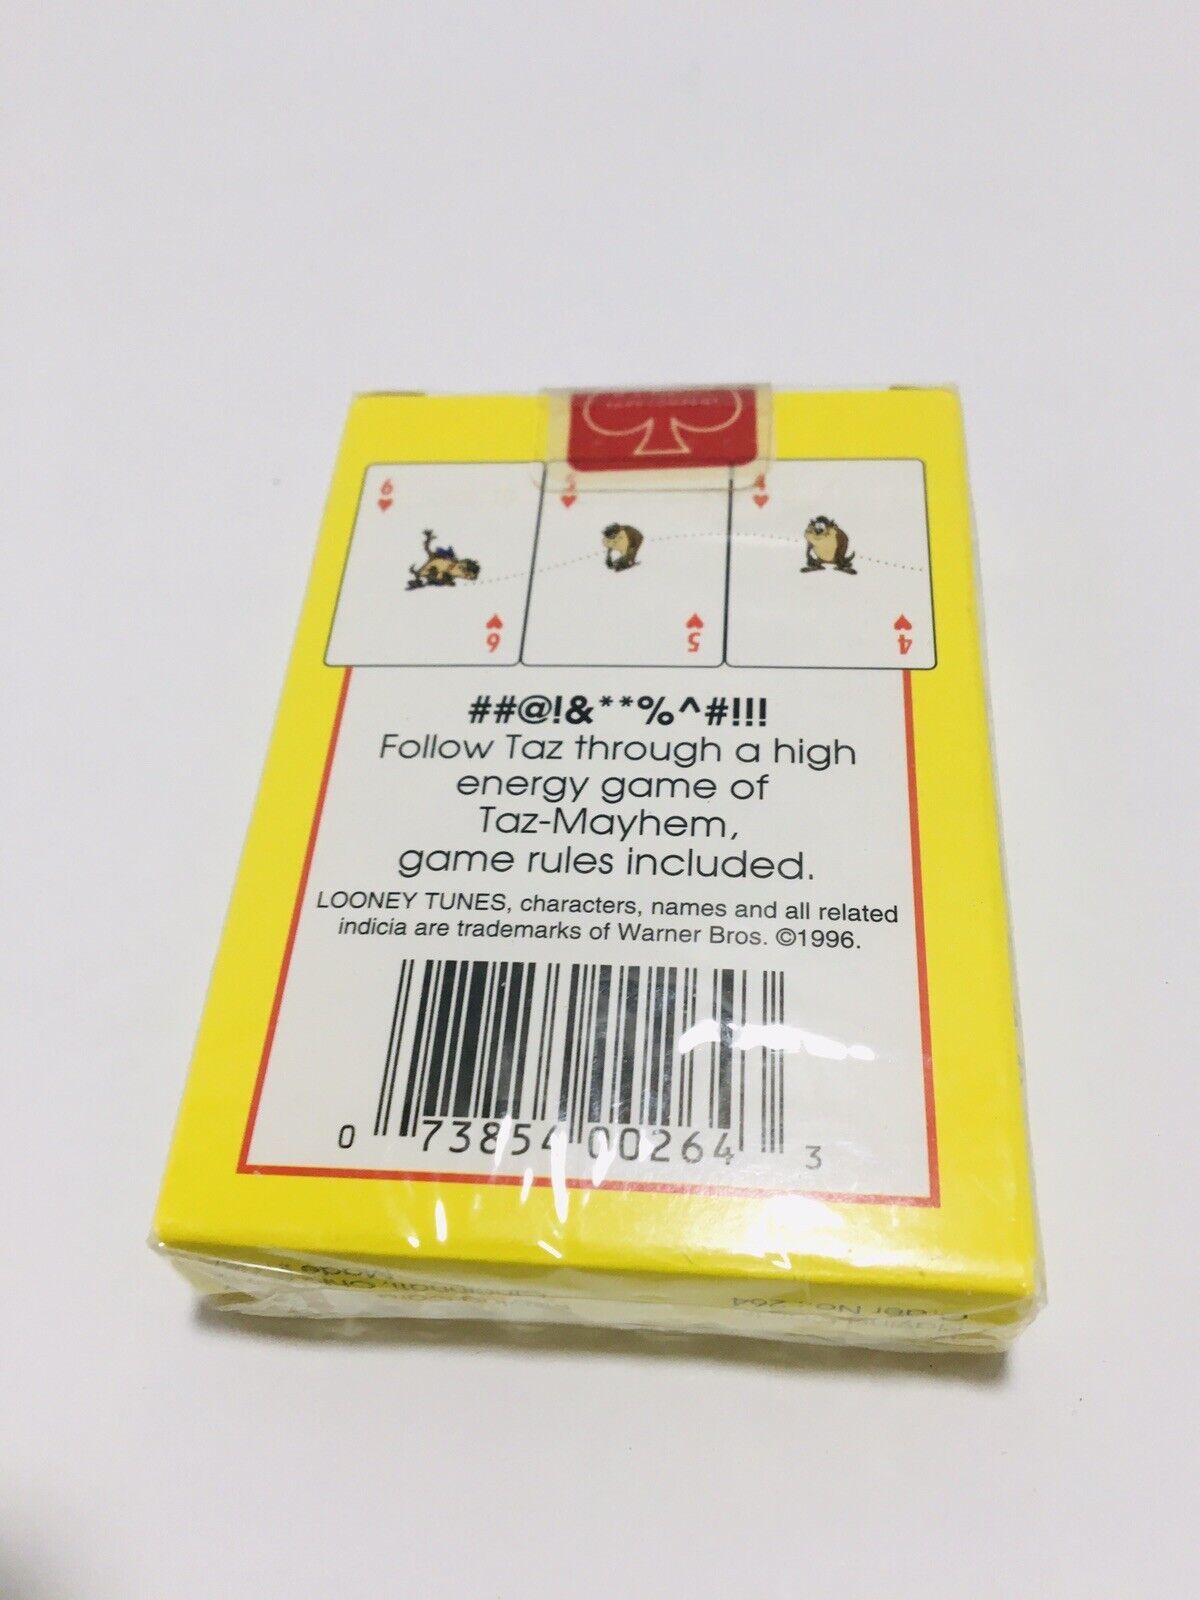 6 5 4
6 5 4
##@!&**%^#!!!
Follow Taz through a high
energy game of
Taz-Mayhem,
game rules included.
LOONEY TUNES, characters, names and all related
indicia are trademarks of Warner Bros. ©1996.
0 73854 00264 3